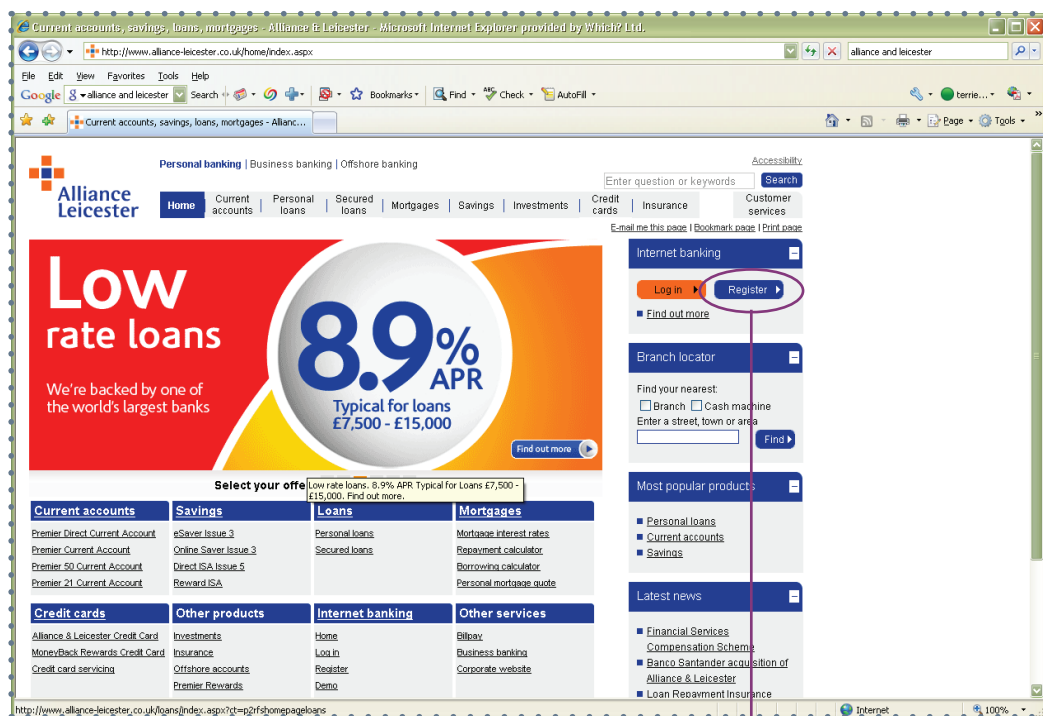 Current accounts, savings, loans, mortgages - Alliance & Leicester - Microsoft Internet Explorer provided by Which? Ltd.
http://www.alliance-leicester.co.uk/home/index.aspx
alliance and leicester
File Edit View Favorites Tools Help
Google alliance and leicester Search Bookmarks Find Check AutoFill terrie...
Current accounts, savings, loans, mortgages - Allianc...
Page Tools
Personal banking | Business banking | Offshore banking
Accessibility
Enter question or keywords Search
Alliance
Leicester
Home
Current accounts
Personal loans
Secured loans
Mortgages
Savings
Investments
Credit cards
Insurance
Customer services
E-mail me this page | Bookmark page | Print page
Low
rate loans
We're backed by one of
the world's largest banks
8.9%
APR
Typical for loans
£7,500 - £15,000
Find out more
Select your offe
Low rate loans. 8.9% APR Typical for Loans £7,500 -
£15,000. Find out more.
Current accounts
Premier Direct Current Account
Premier Current Account
Premier 50 Current Account
Premier 21 Current Account
Savings
eSaver Issue 3
Online Saver Issue 3
Direct ISA Issue 5
Reward ISA
Loans
Personal loans
Secured loans
Mortgages
Mortgage interest rates
Repayment calculator
Borrowing calculator
Personal mortgage quote
Credit cards
Alliance & Leicester Credit Card
MoneyBack Rewards Credit Card
Credit card servicing
Other products
Investments
Insurance
Offshore accounts
Premier Rewards
Internet banking
Home
Log in
Register
Demo
Other services
Billpay
Business banking
Corporate website
Internet banking
Log in
Register
Find out more
Branch locator
Find your nearest:
Branch Cash machine
Enter a street, town or area
Find
Most popular products
Personal loans
Current accounts
Savings
Latest news
Financial Services
Compensation Scheme
Banco Santander acquisition of
Alliance & Leicester
Loan Repayment Insurance
http://www.alliance-leicester.co.uk/loans/index.aspx?ct=p2rfshomepageloans
Internet
100%